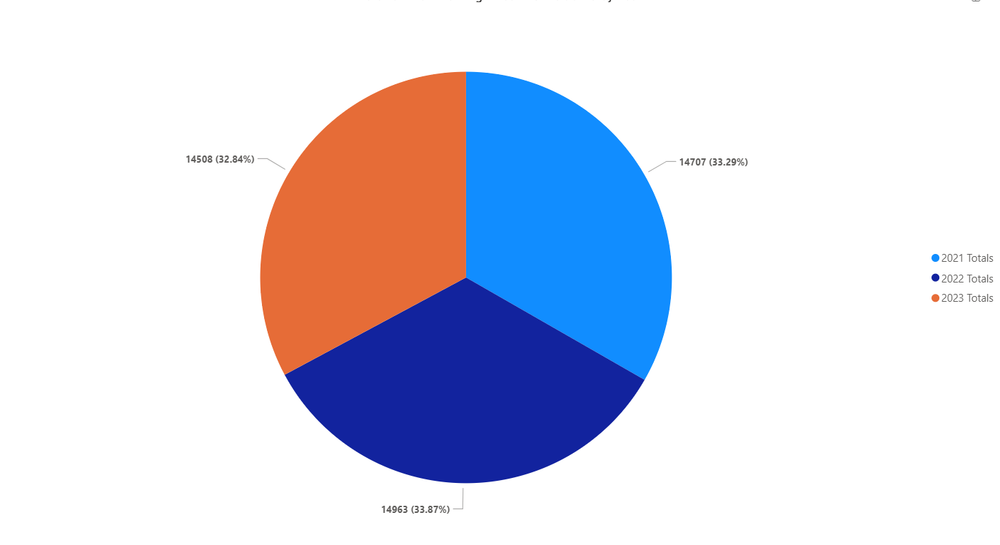 14508 (32.84%)
14707 (33.29%)
2021 Totals
2022 Totals
2023 Totals
14963 (33.87%)